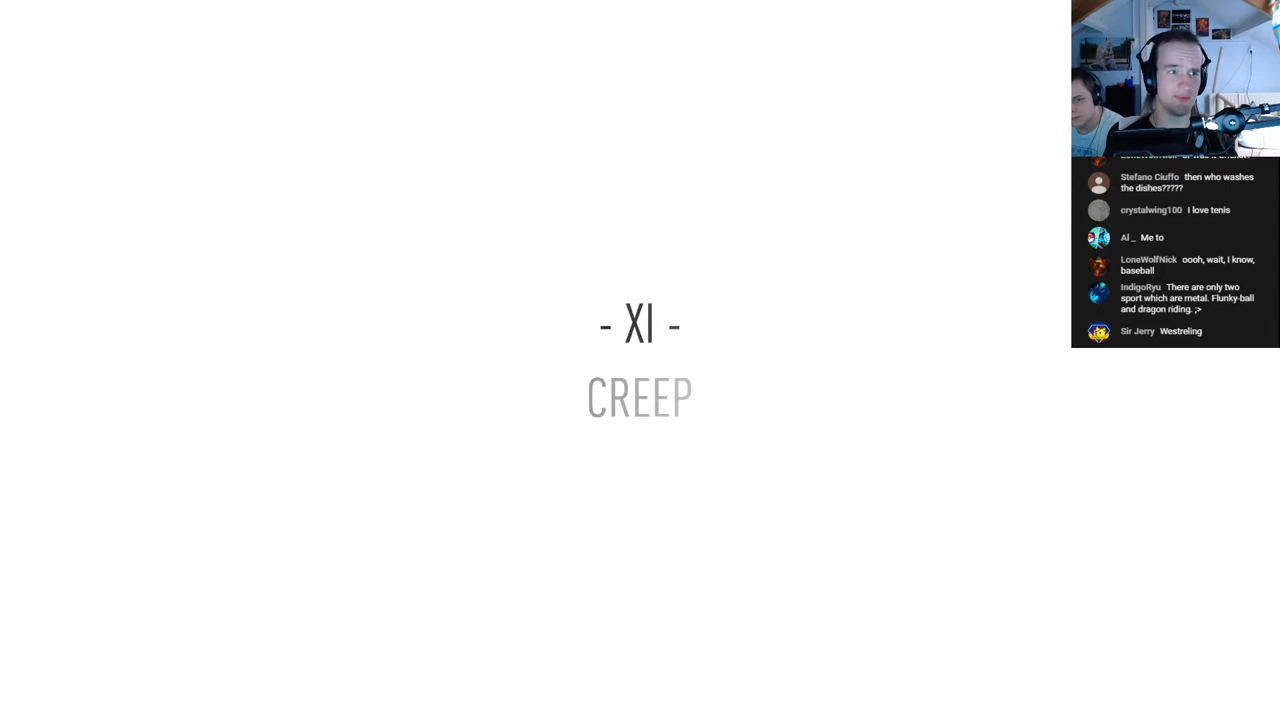 - XI -
CREEP
Stefano Ciuffo then who washes
the dishes?????
crystalwing100 I love tenis
Al _ Me to
LoneWolfNick oooh, wait, I know,
baseball
IndigoRyu There are only two
sport which are metal. Flunky-ball
and dragon riding. ;>
Sir Jerry Westreling